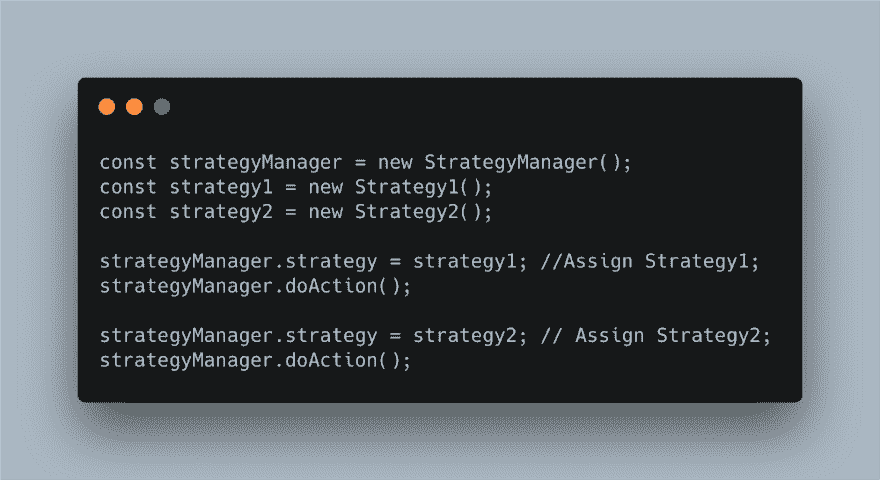 const strategyManager = new StrategyManager();
const strategy1 = new Strategy1();
const strategy2 = new Strategy2();
strategyManager.strategy = strategy1; //Assign Strategy1;
strategyManager.doAction();
strategyManager.strategy = strategy2; // Assign Strategy2;
strategyManager.doAction();